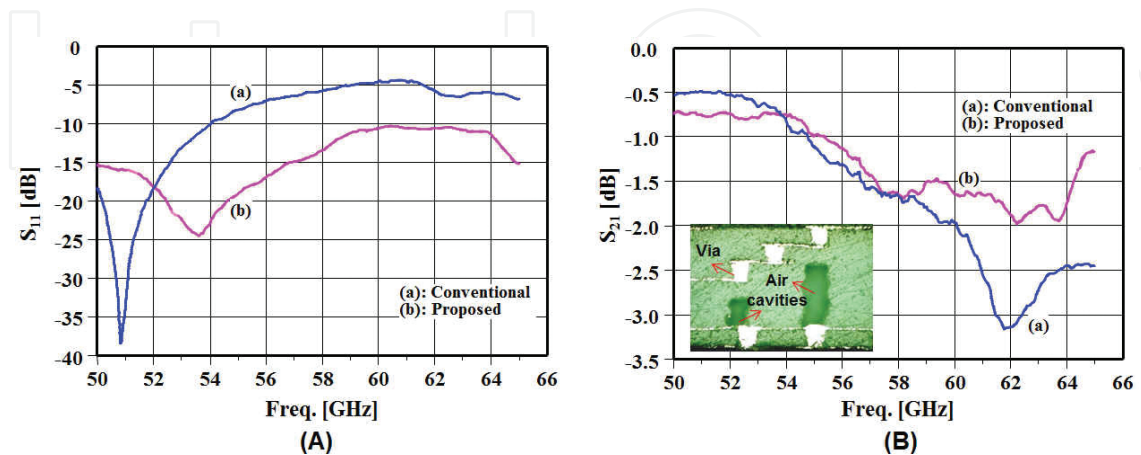 0
-5
-10
-15
-20
-25
-30
-35
-40
S11 [dB]
50 52 54 56 58 60 62 64 66
Freq. [GHz]
(a)
(b)
(a): Conventional
(b): Proposed
(A)
0.0
-0.5
-1.0
-1.5
-2.0
-2.5
-3.0
-3.5
S21 [dB]
50 52 54 56 58 60 62 64 66
Freq. [GHz]
(a): Conventional
(b): Proposed
(b)
(a)
Via
Air
cavities
(B)